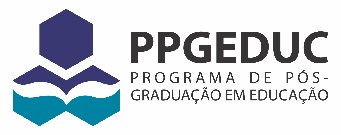 PPGEDUC
PROGRAMA DE PÓS-
GRADUAÇÃO EM EDUCAÇÃO